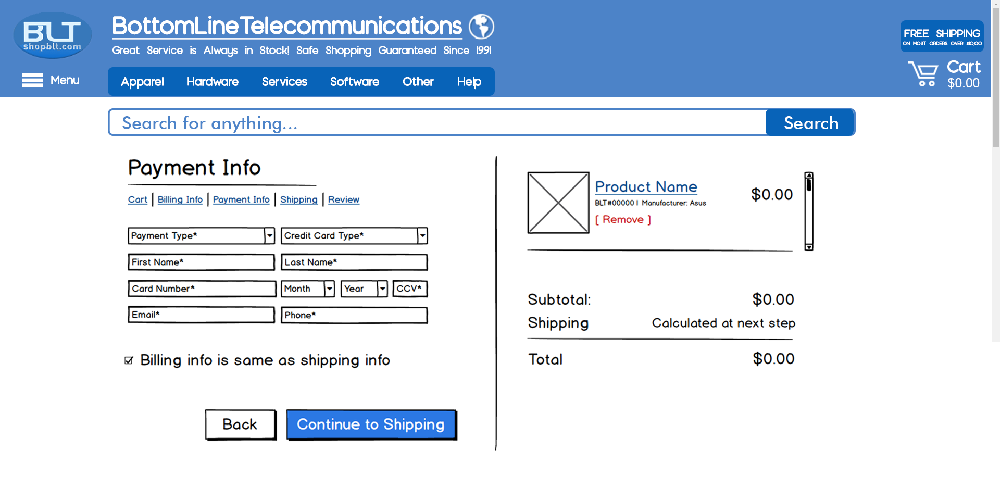 BLT
shopblt.com
BottomLineTelecommunications
Great Service is Always in Stock! Safe Shopping Guaranteed Since 1991
FREE SHIPPING
ON MOST ORDERS OVER $10.00
Cart
$0.00
Menu
Apparel Hardware Services Software Other Help
Search for anything... Search
Payment Info
Cart | Billing Info | Payment Info | Shipping | Review
Payment Type* Credit Card Type*
First Name* Last Name*
Card Number* Month Year CCV*
Email* Phone*
Billing info is same as shipping info
Back Continue to Shipping
Product Name $0.00
BLT#00000 | Manufacturer: Asus
[ Remove ]
Subtotal: $0.00
Shipping Calculated at next step
Total $0.00